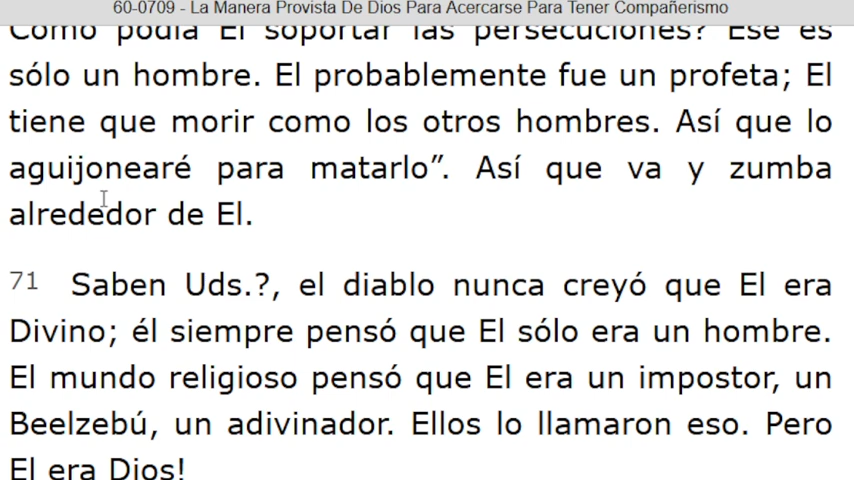 60-0709 - La Manera Provista De Dios Para Acercarse Para Tener Compañerismo
Cómo podía El soportar las persecuciones? Ese es
sólo un hombre. El probablemente fue un profeta; El
tiene que morir como los otros hombres. Así que lo
aguijonearé para matarlo”. Así que va y zumba
alrededor de El.
71 Saben Uds.?, el diablo nunca creyó que El era
Divino; él siempre pensó que El sólo era un hombre.
El mundo religioso pensó que El era un impostor, un
Beelzebú, un adivinador. Ellos lo llamaron eso. Pero
El era Dios!